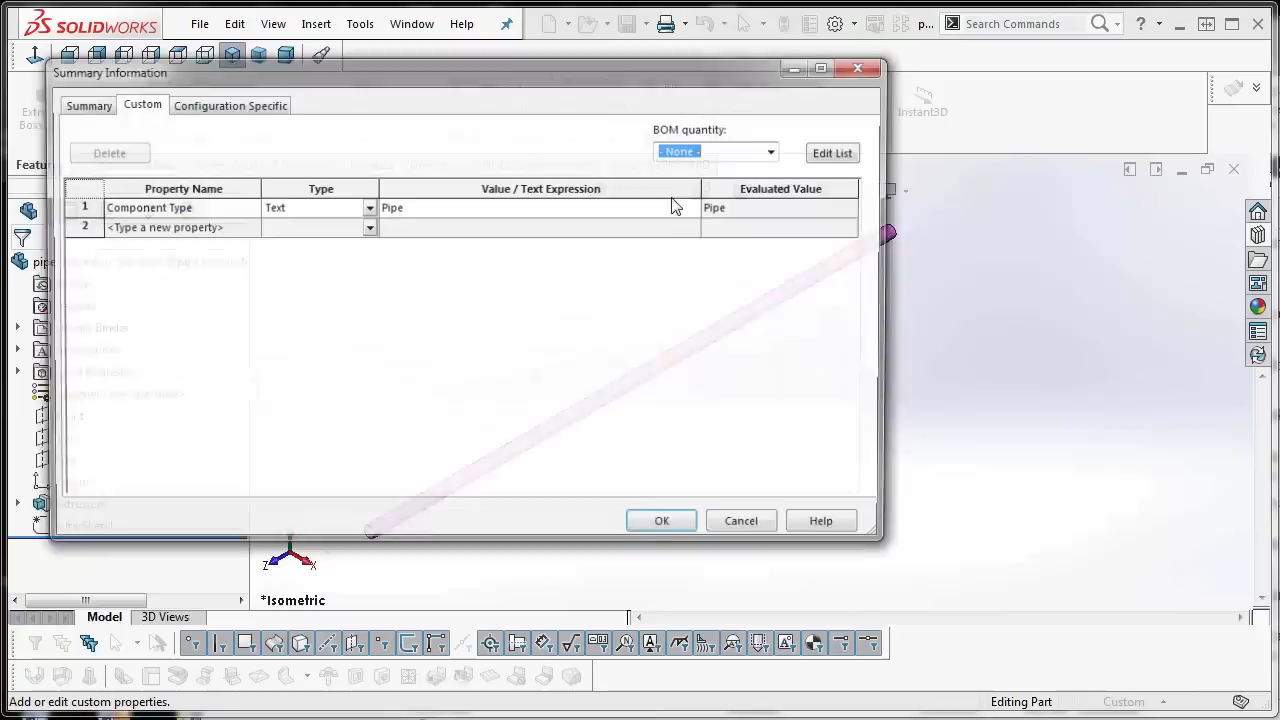 SOLIDWORKS File Edit View Insert Tools Window Help p... Search Commands ?
Summary Information
Summary Custom Configuration Specific
Instant3D
BOM quantity:
Delete - None - Edit List
Featur
Property Name Type Value / Text Expression Evaluated Value
1 Component Type Text Pipe Pipe
2 <Type a new property>
pipe
OK Cancel Help
Z X
*Isometric
Model 3D Views
Add or edit custom properties. Editing Part Custom